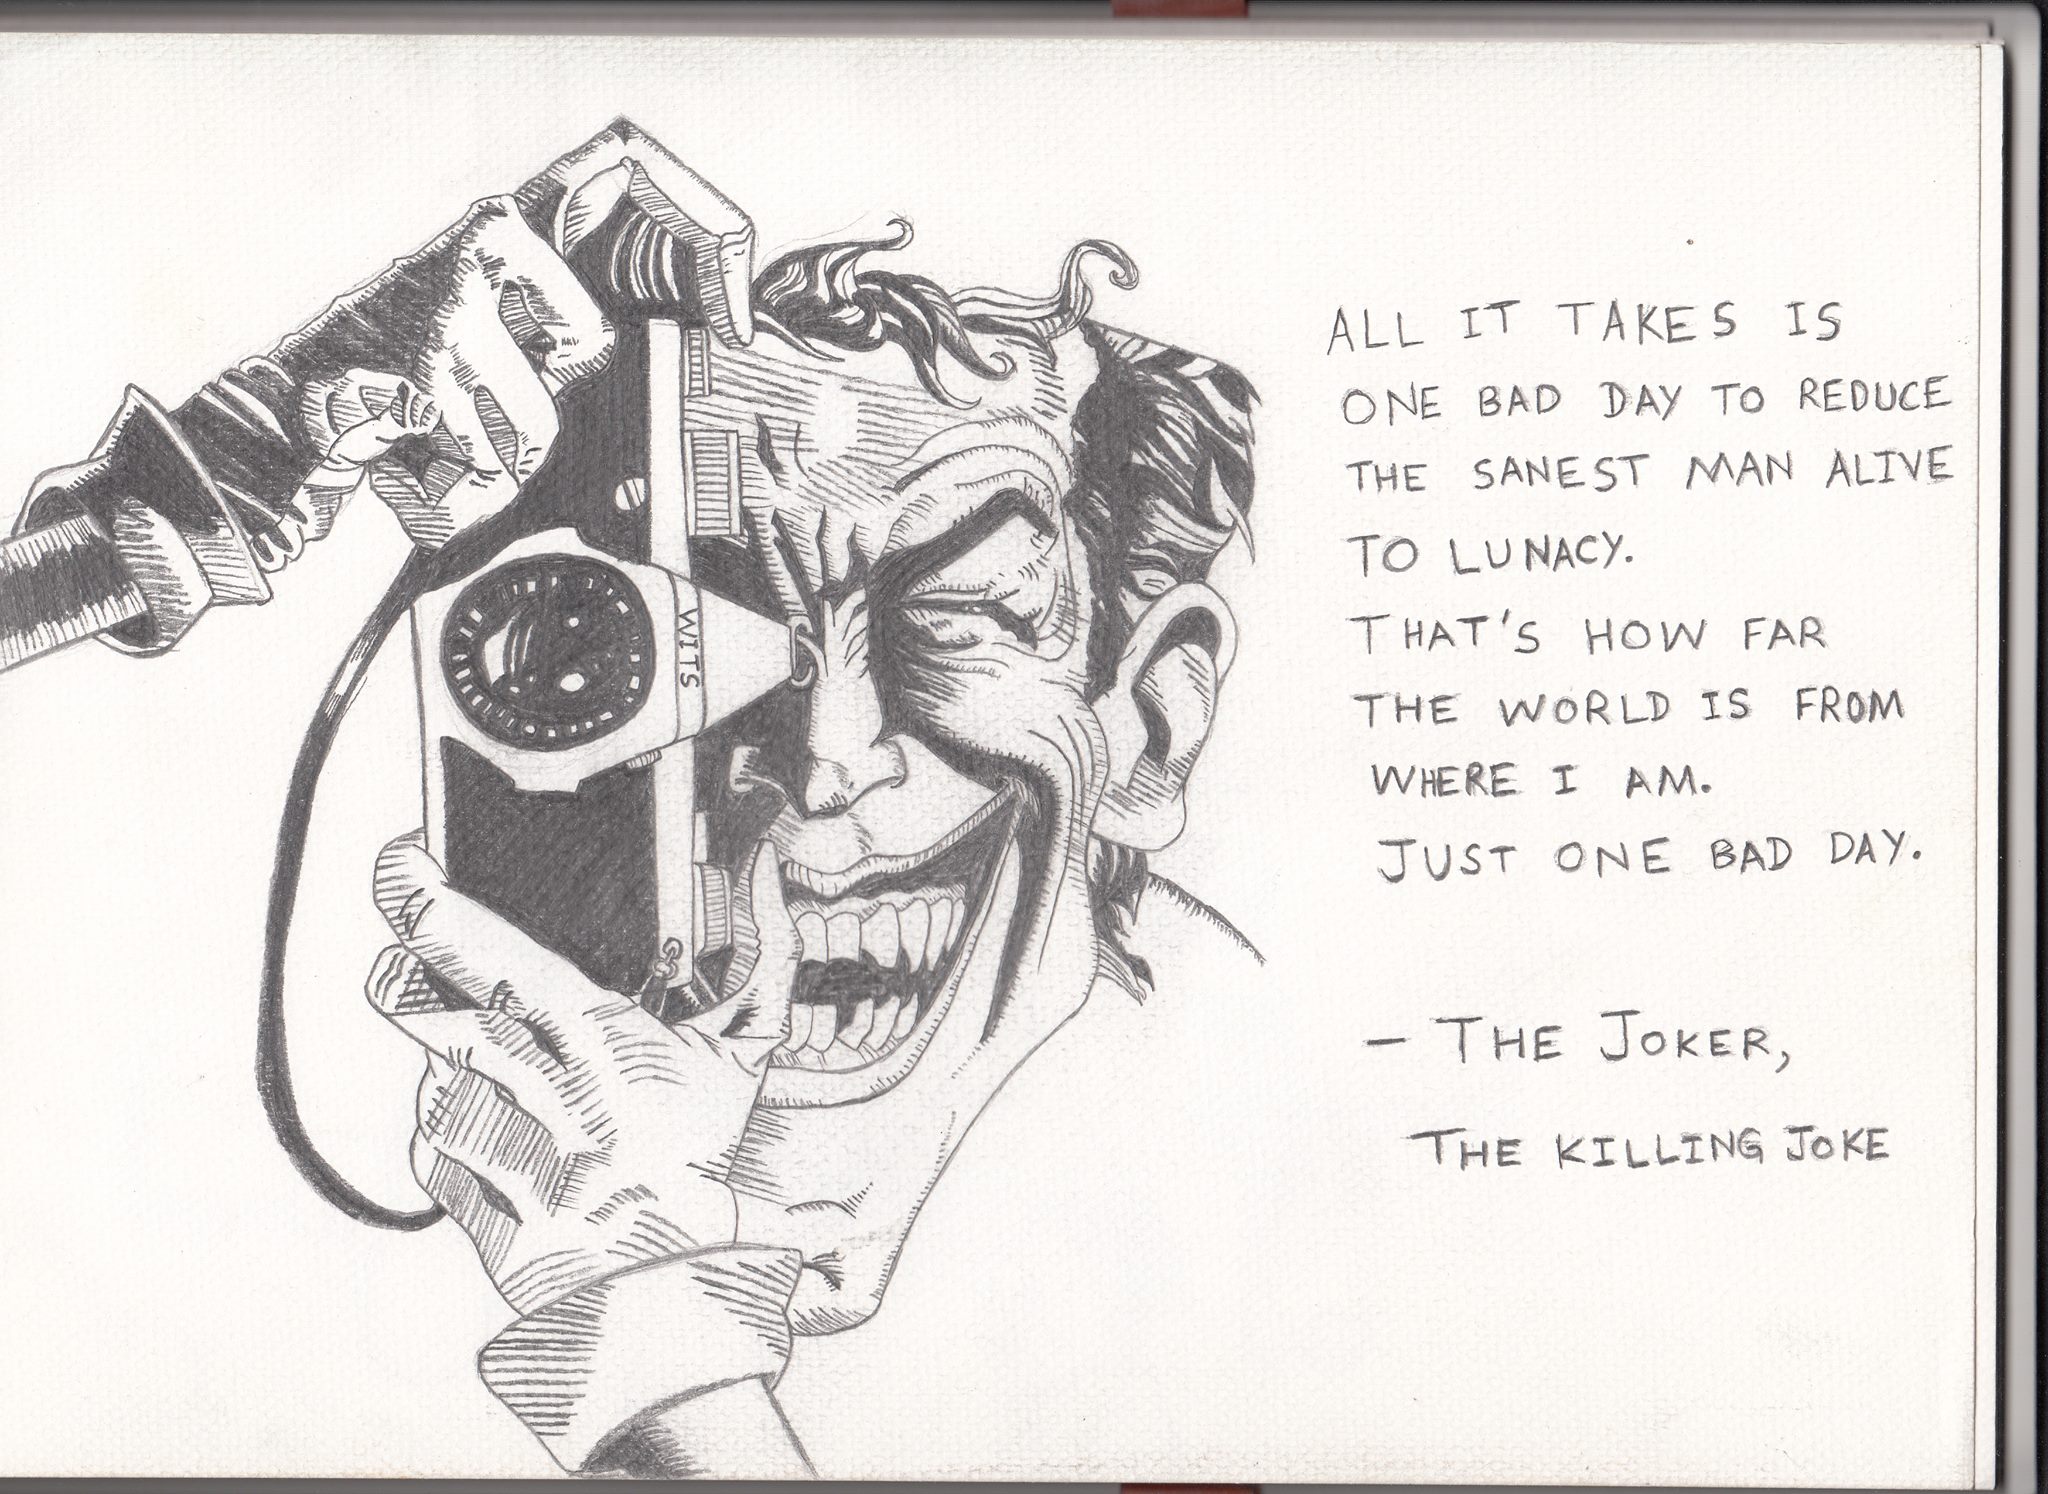 WITS
ALL IT TAKES IS
ONE BAD DAY TO REDUCE
THE SANEST MAN ALIVE
TO LUNACY.
THAT'S HOW FAR
THE WORLD IS FROM
WHERE I AM.
JUST ONE BAD DAY.
– THE JOKER,
THE KILLING JOKE